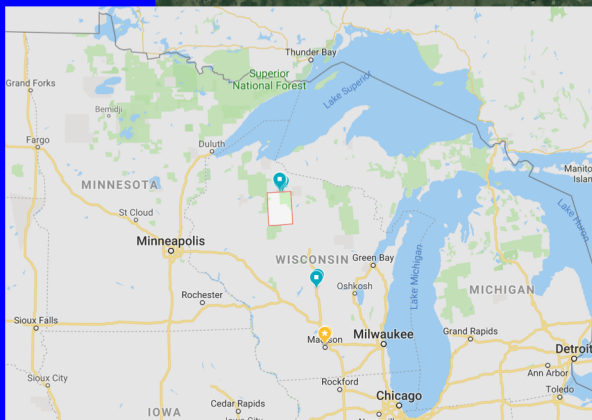 Thunder Bay
Superior
National Forest
Lake Superior
Grand Forks
Bemidji
Fargo
Duluth
Manito
Islan
MINNESOTA
Lake Huron
St Cloud
Minneapolis
WISCONSIN
Green Bay
Lake Michigan
Oshkosh
MICHIGAN
Rochester
Sioux Falls
Madison
Milwaukee
Grand Rapids
Detroit
Ann Arbor
Sioux City
Rockford
Toledo
Chicago
Cedar Rapids
IOWA